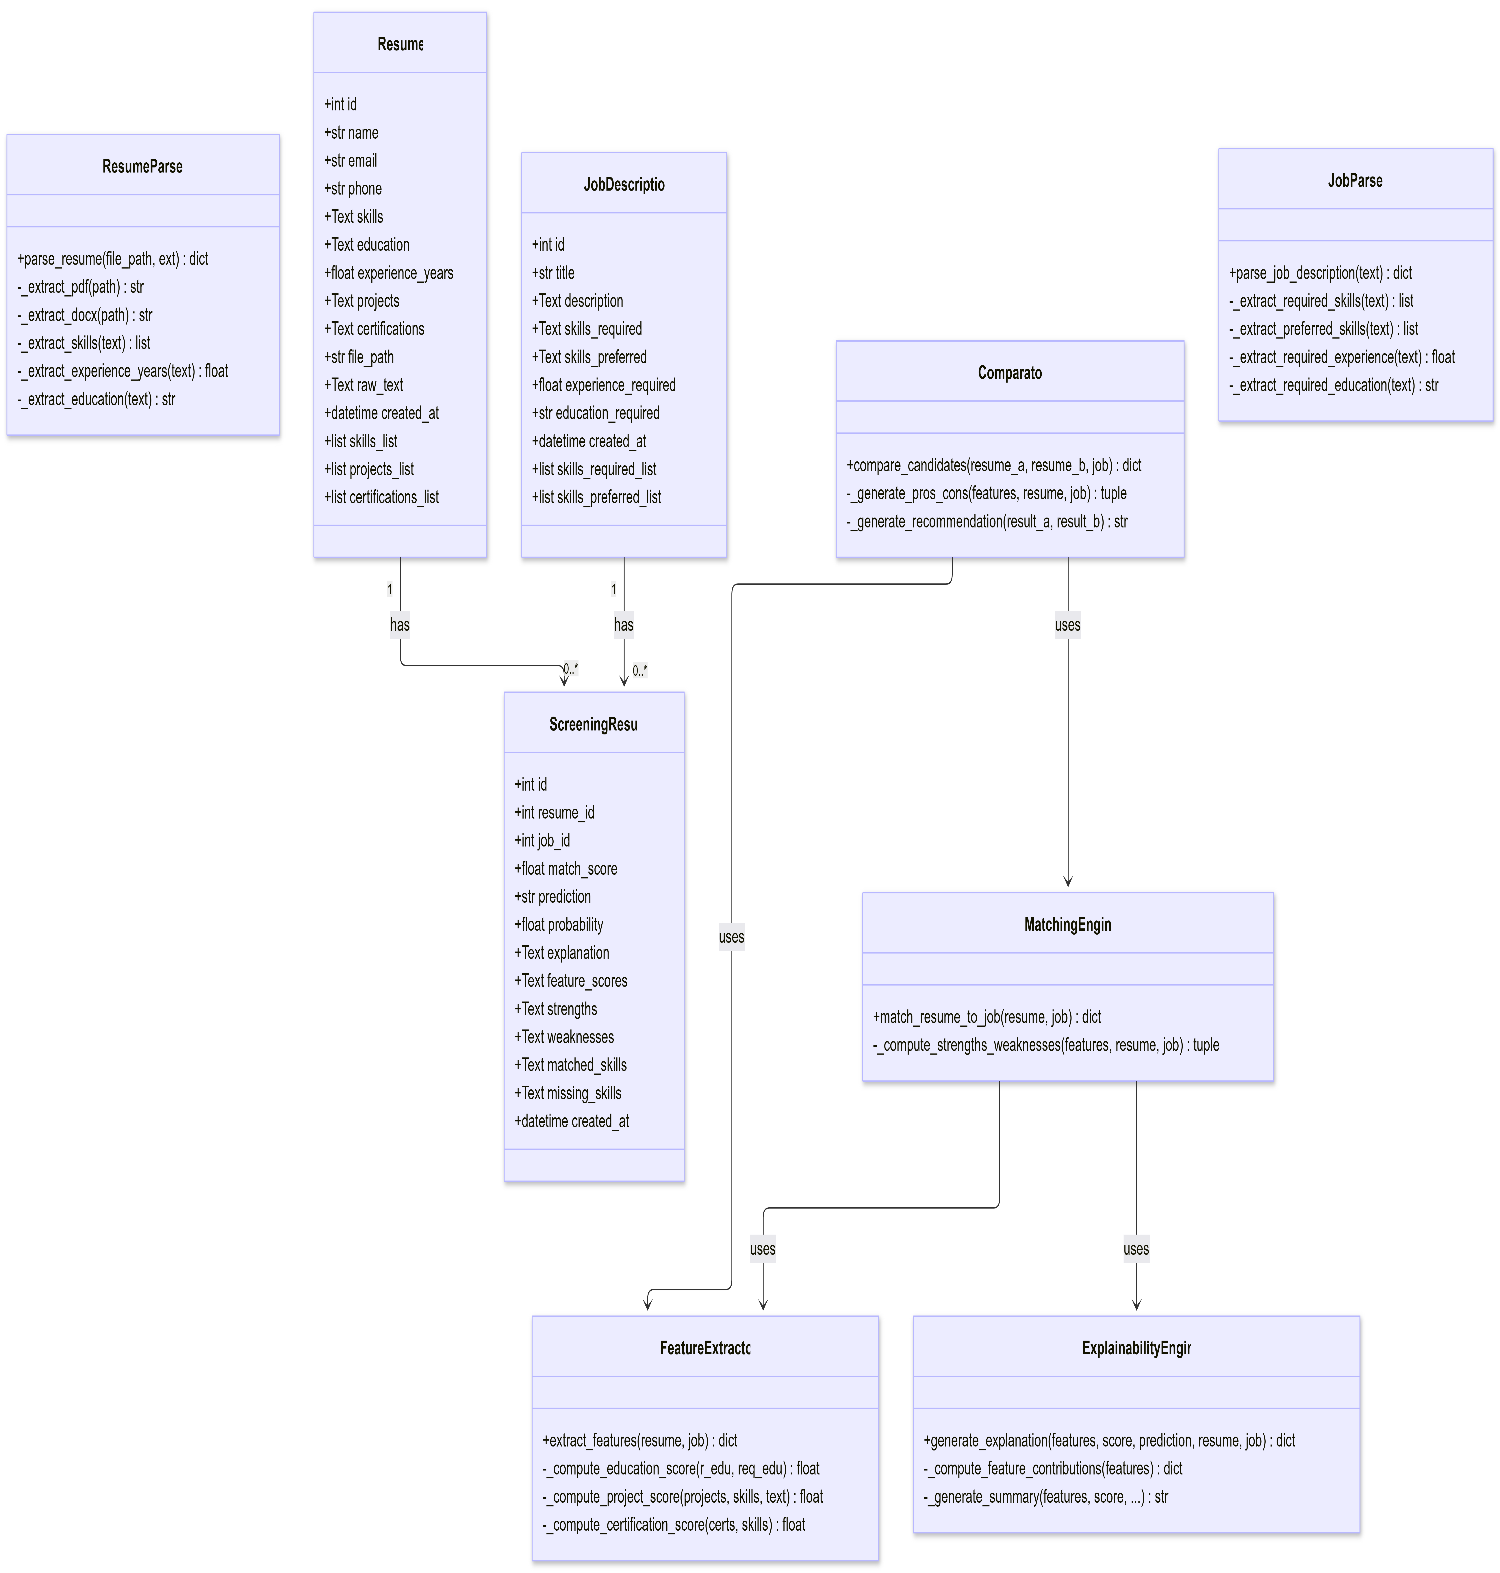 Resume
+int id
+str name
+str email
+str phone
+Text skills
+Text education
+float experience_years
+Text projects
+Text certifications
+str file_path
+Text raw_text
+datetime created_at
+list skills_list
+list projects_list
+list certifications_list
ResumeParse
+parse_resume(file_path, ext) : dict
-_extract_pdf(path) : str
-_extract_docx(path) : str
-_extract_skills(text) : list
-_extract_experience_years(text) : float
-_extract_education(text) : str
JobDescriptio
+int id
+str title
+Text description
+Text skills_required
+Text skills_preferred
+float experience_required
+str education_required
+datetime created_at
+list skills_required_list
+list skills_preferred_list
JobParse
+parse_job_description(text) : dict
-_extract_required_skills(text) : list
-_extract_preferred_skills(text) : list
-_extract_required_experience(text) : float
-_extract_required_education(text) : str
Comparato
+compare_candidates(resume_a, resume_b, job) : dict
-_generate_pros_cons(features, resume, job) : tuple
-_generate_recommendation(result_a, result_b) : str
1
has
0..*
1
has
0..*
uses
uses
ScreeningResu
+int id
+int resume_id
+int job_id
+float match_score
+str prediction
+float probability
+Text explanation
+Text feature_scores
+Text strengths
+Text weaknesses
+Text matched_skills
+Text missing_skills
+datetime created_at
MatchingEngin
+match_resume_to_job(resume, job) : dict
-_compute_strengths_weaknesses(features, resume, job) : tuple
uses
uses
FeatureExtractc
+extract_features(resume, job) : dict
-_compute_education_score(r_edu, req_edu) : float
-_compute_project_score(projects, skills, text) : float
-_compute_certification_score(certs, skills) : float
ExplainabilityEngir
+generate_explanation(features, score, prediction, resume, job) : dict
-_compute_feature_contributions(features) : dict
-_generate_summary(features, score, ...) : str